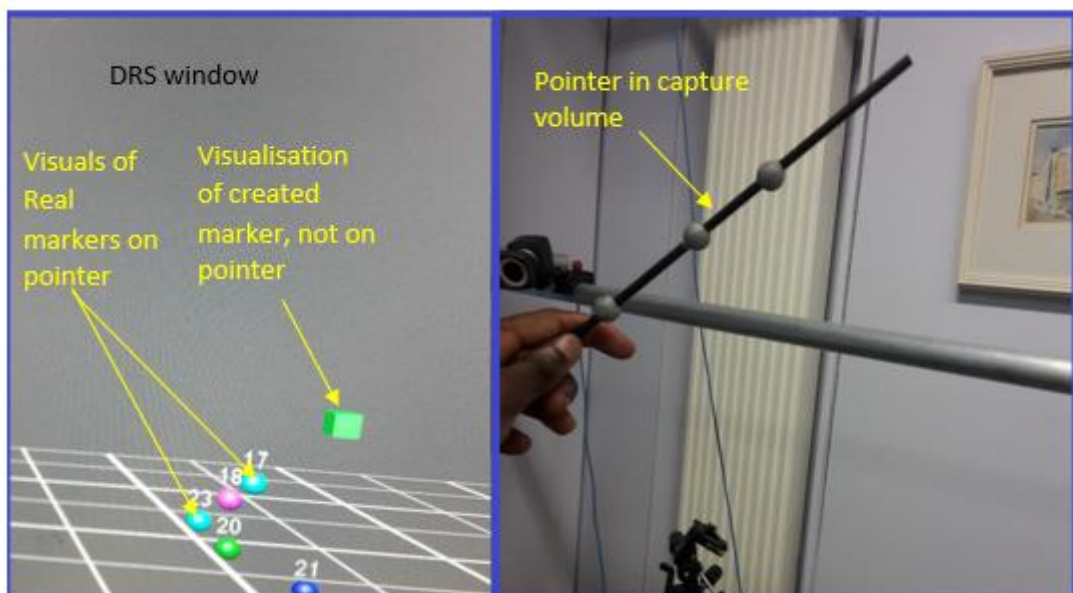 DRS window
Visuals of
Real
markers on
pointer
Visualisation
of created
marker, not on
pointer
17
18
23
20
21
Pointer in capture
volume